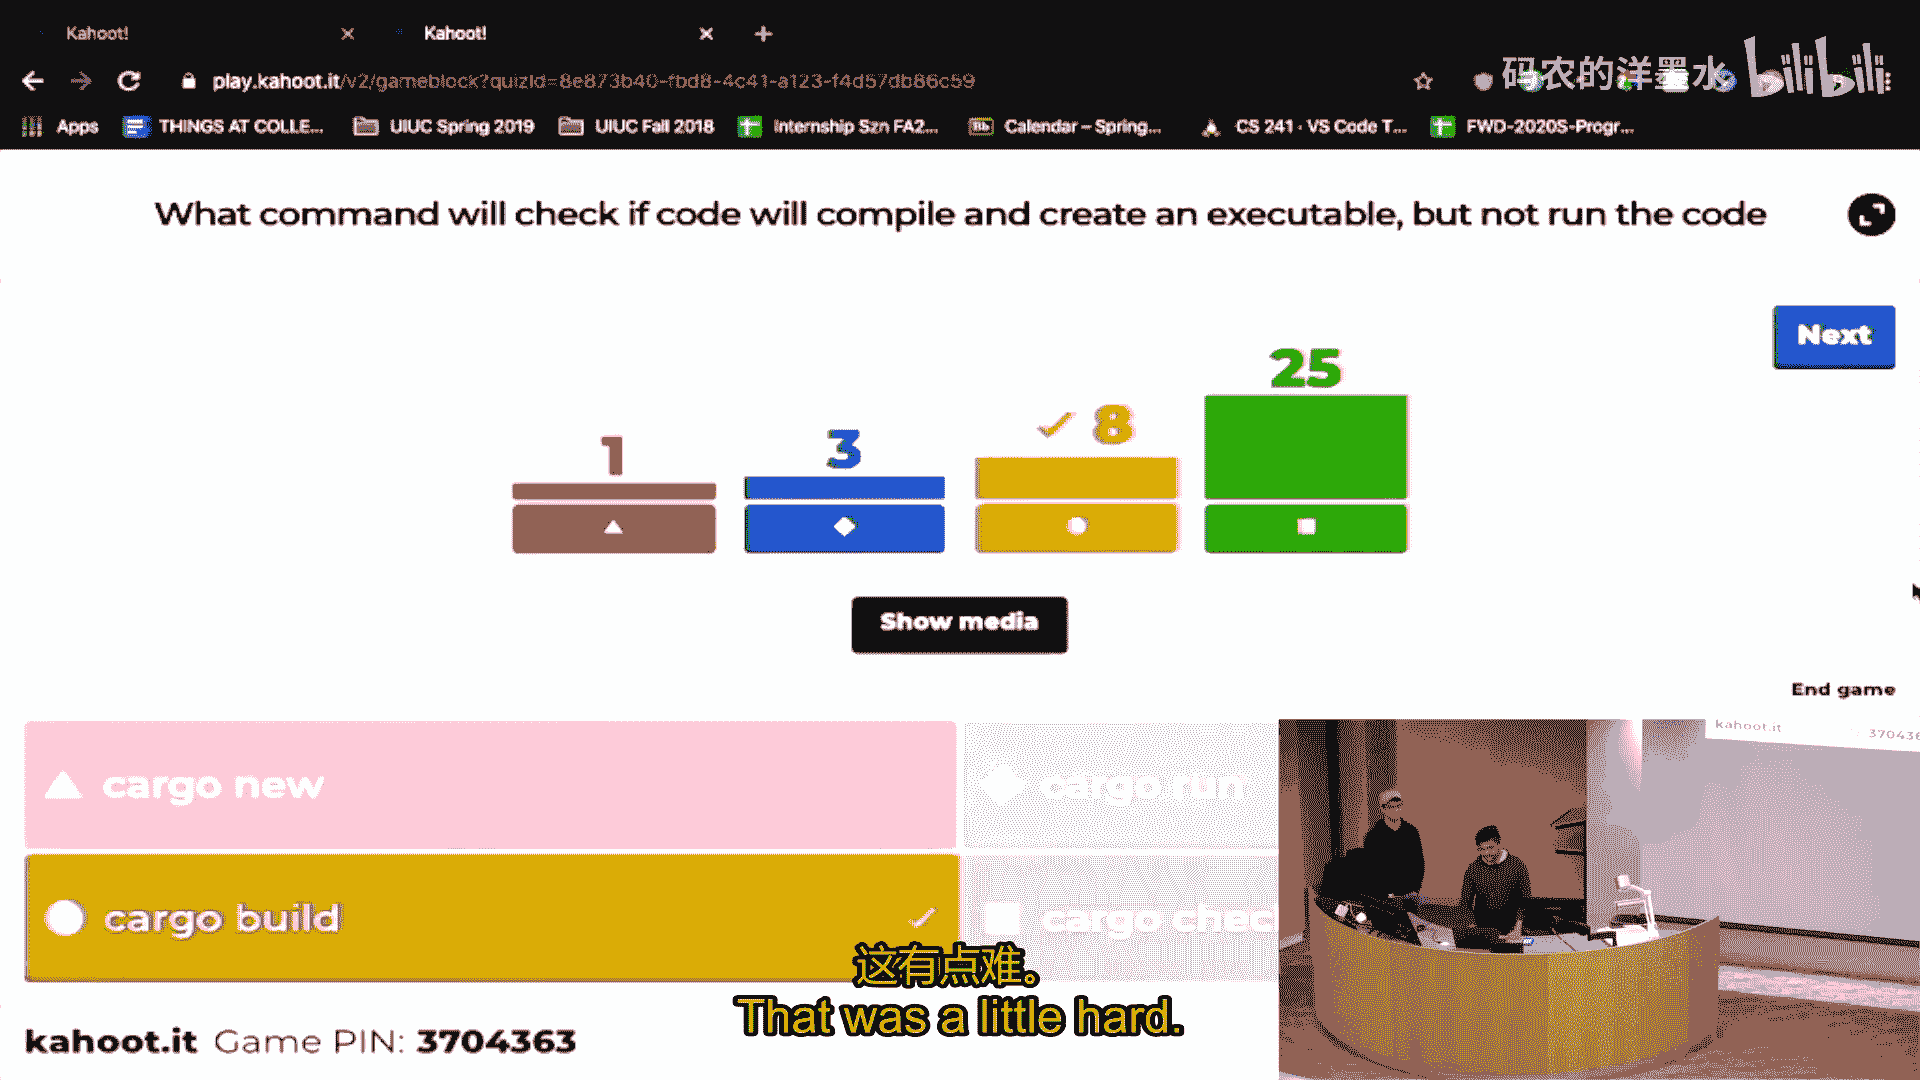 Kahoot!
Kahoot!
play.kahoot.it/v2/gameblock?quizId=8e873b40-fbd8-4c41-a123-f4d57db86c59
码农的洋墨水
bilibili
Apps
THINGS AT COLLE...
UIUC Spring 2019
UIUC Fall 2018
Internship Szn FA2...
Calendar – Spring...
CS 241 · VS Code T...
FWD-2020S-Progr...
What command will check if code will compile and create an executable, but not run the code
Next
1
3
8
25
Show media
End game
cargo new
cargo run
cargo build
cargo chec
kahoot.it
370436
这有点难。
That was a little hard.
kahoot.it Game PIN: 3704363